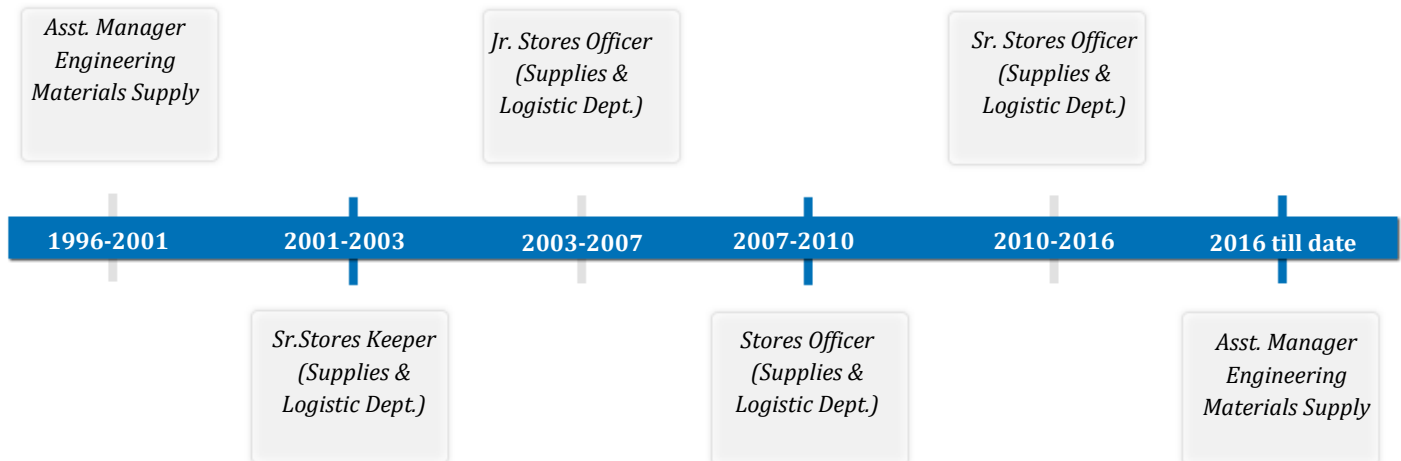 Asst. Manager
Engineering
Materials Supply
Jr. Stores Officer
(Supplies &
Logistic Dept.)
Sr. Stores Officer
(Supplies &
Logistic Dept.)
1996-2001
2001-2003
2003-2007
2007-2010
2010-2016
2016 till date
Sr.Stores Keeper
(Supplies &
Logistic Dept.)
Stores Officer
(Supplies &
Logistic Dept.)
Asst. Manager
Engineering
Materials Supply